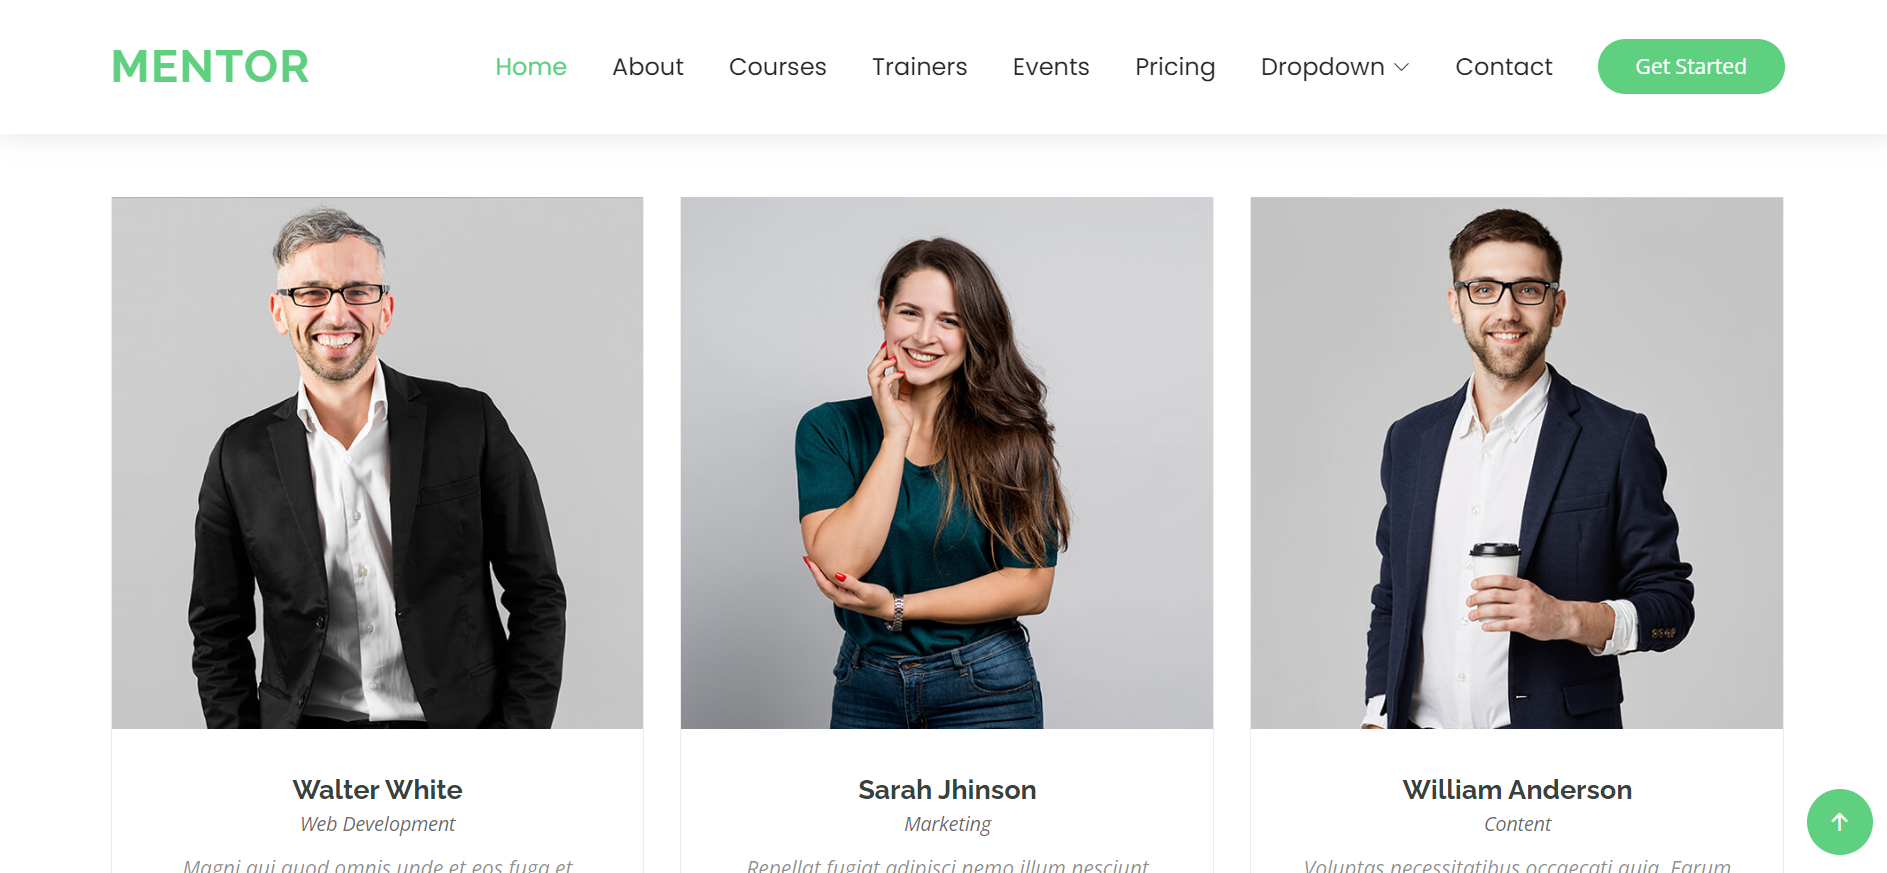 MENTOR
Home About Courses Trainers Events Pricing Dropdown Contact Get Started
Walter White
Web Development
Magni qui quod omnis unde et eos fuga et
Sarah Jhinson
Marketing
Repellat fugiat adipisci nemo illum nesciunt
William Anderson
Content
Voluptas necessitatibus occaecati quia. Earum